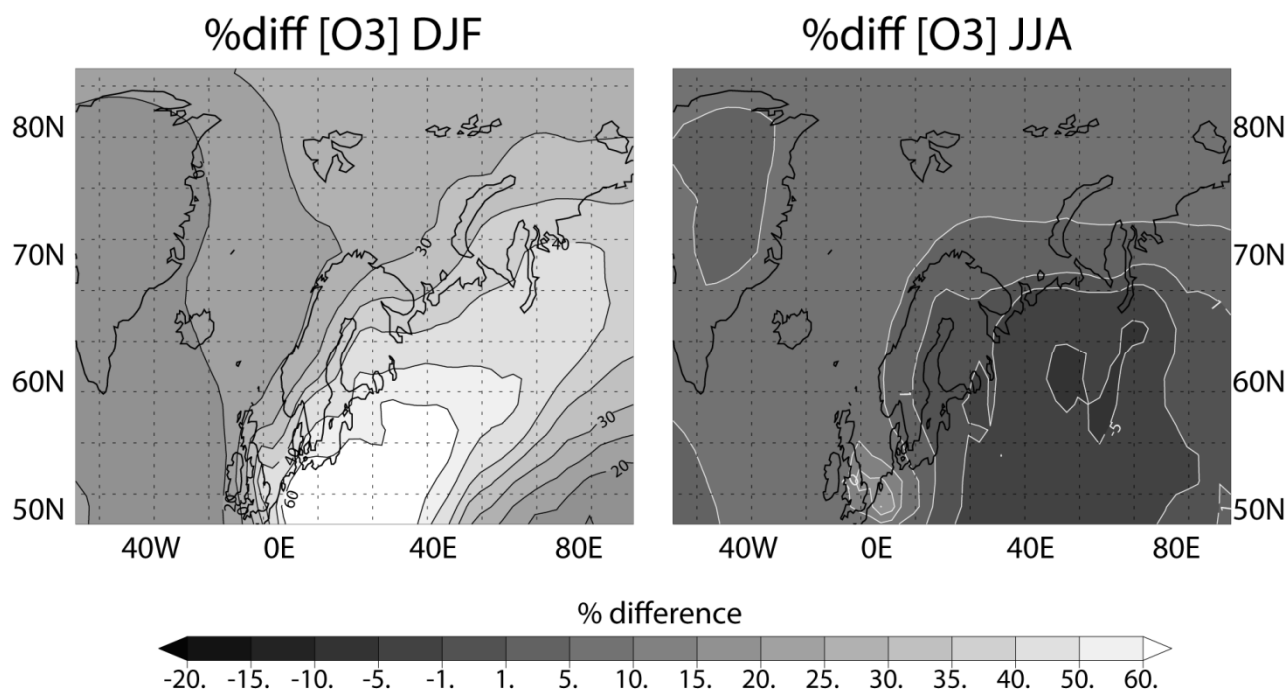 %diff [O3] DJF
%diff [O3] JJA
80N
70N
60N
50N
30
40
40
60
30
20
40W
0E
40E
80E
80N
70N
60N
50N
-5
40W
0E
40E
80E
% difference
-20. -15. -10. -5. -1. 1. 5. 10. 15. 20. 25. 30. 35. 40. 50. 60.